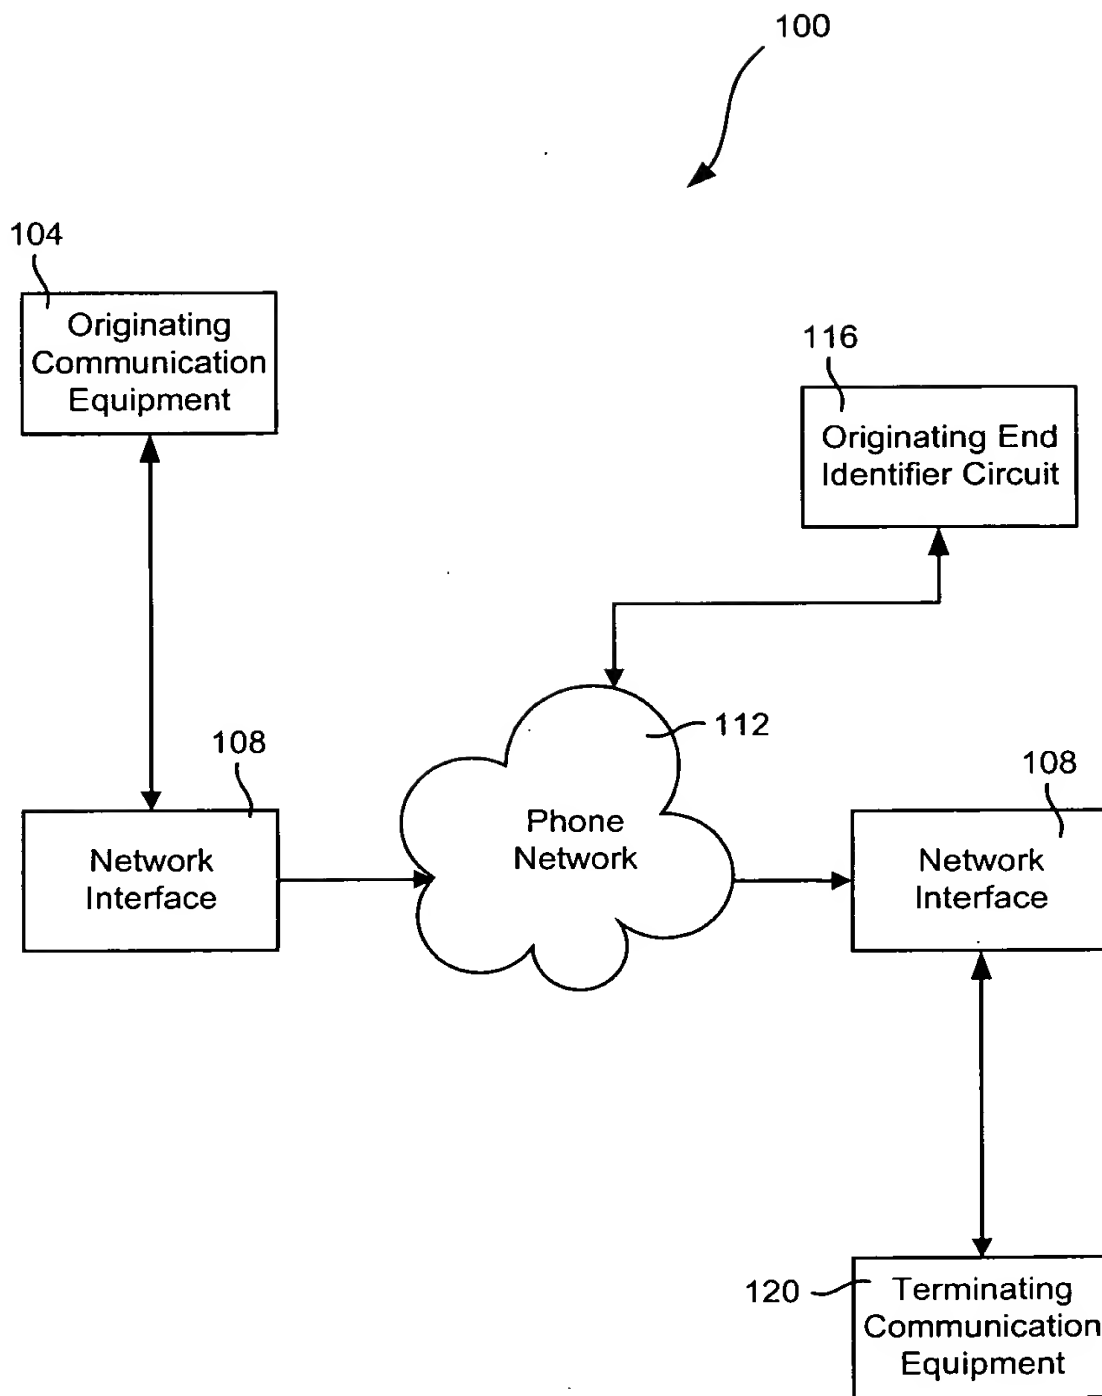 100
104
Originating
Communication
Equipment
116
Originating End
Identifier Circuit
112
108
108
Phone
Network
Network
Interface
Network
Interface
120
Terminating
Communication
Equipment